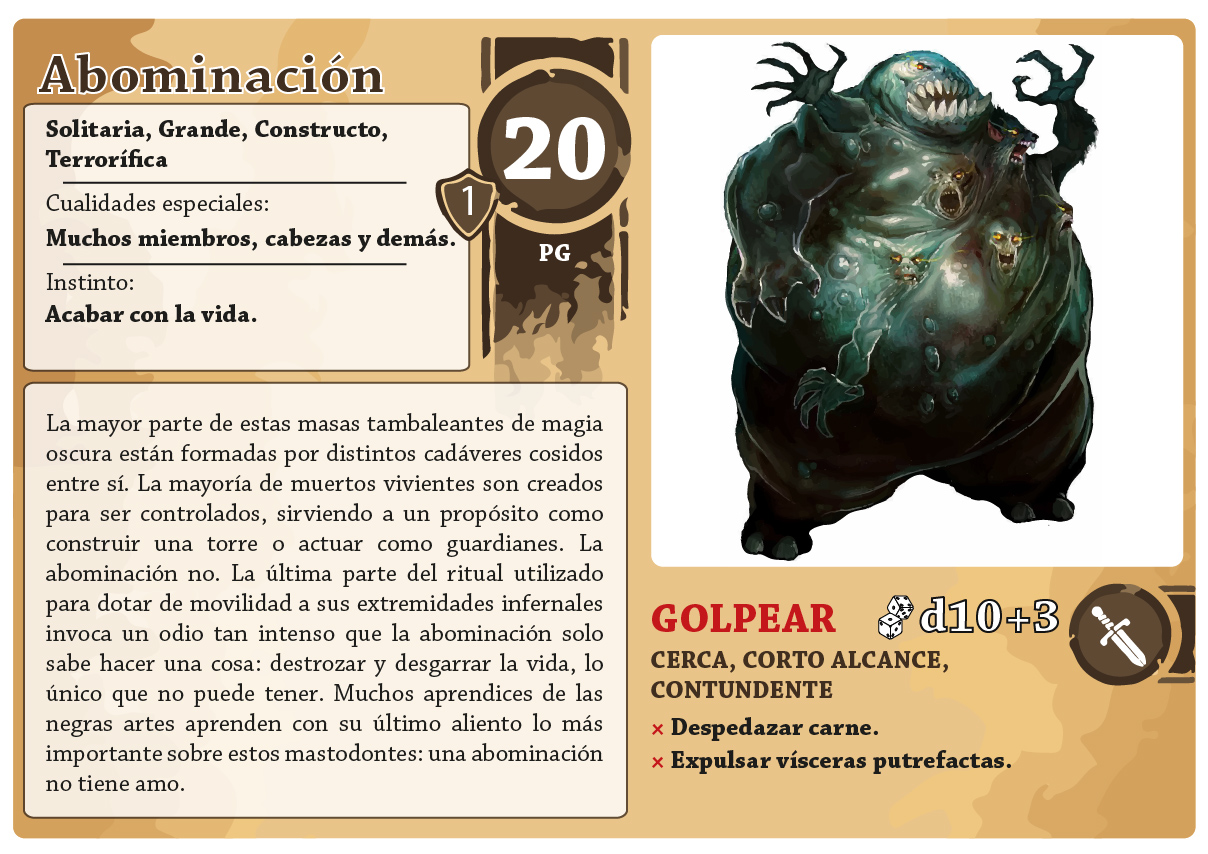 Abominación
Solitaria, Grande, Constructo,
Terrorífica
Cualidades especiales:
Muchos miembros, cabezas y demás.
Instinto:
Acabar con la vida.
20
1
PG
La mayor parte de estas masas tambaleantes de magia
oscura están formadas por distintos cadáveres cosidos
entre sí. La mayoría de muertos vivientes son creados
para ser controlados, sirviendo a un propósito como
construir una torre o actuar como guardianes. La
abominación no. La última parte del ritual utilizado
para dotar de movilidad a sus extremidades infernales
invoca un odio tan intenso que la abominación solo
sabe hacer una cosa: destrozar y desgarrar la vida, lo
único que no puede tener. Muchos aprendices de las
negras artes aprenden con su último aliento lo más
importante sobre estos mastodontes: una abominación
no tiene amo.
GOLPEAR d10+3
CERCA, CORTO ALCANCE,
CONTUNDENTE
× Despedazar carne.
× Expulsar vísceras putrefactas.